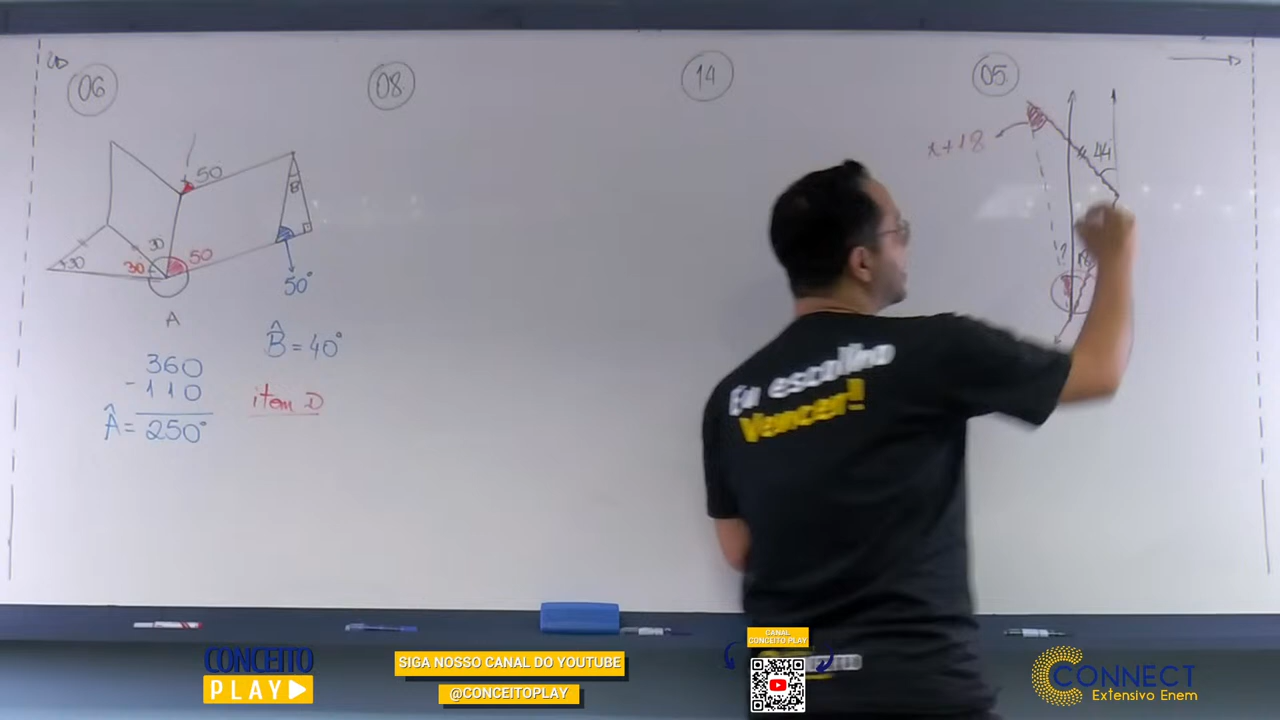 06
08
14
05
50
B
30
30
30
50
50°
A
B̂ = 40°
360
- 110
Â = 250°
item D
x+18
44
?
Eu escolho
Vencer!!
CONCEITO
PLAY
SIGA NOSSO CANAL DO YOUTUBE
@CONCEITOPLAY
CANAL
CONCEITO PLAY
CONNECT
Extensivo Enem